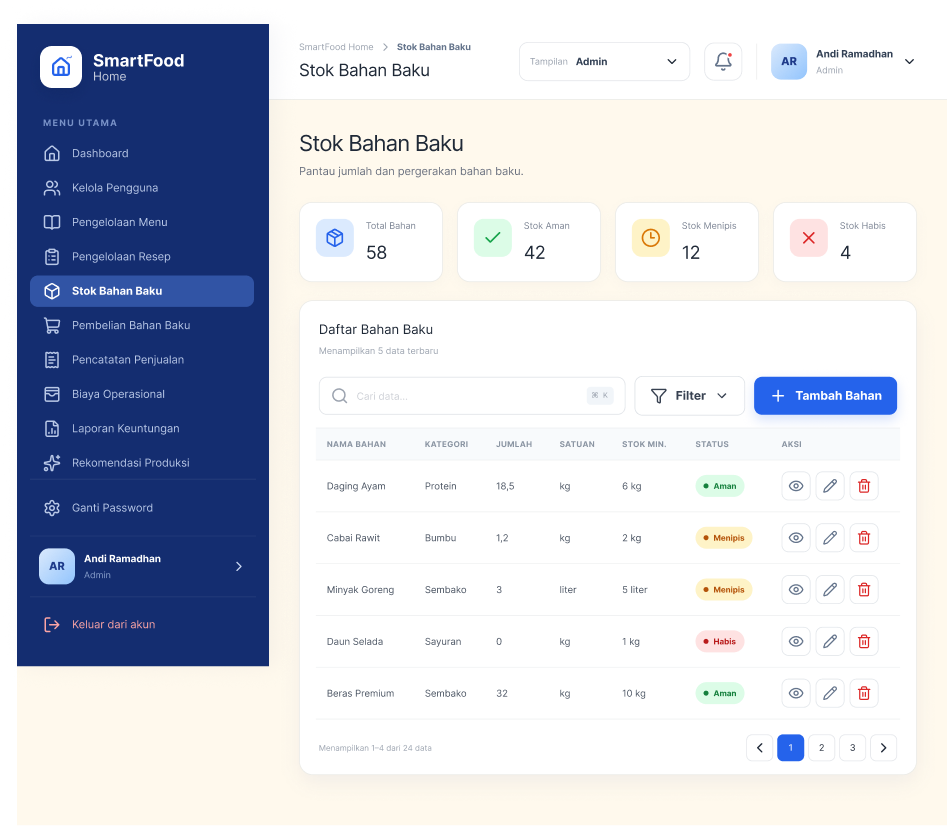 SmartFood
Home
MENU UTAMA
Dashboard
Kelola Pengguna
Pengelolaan Menu
Pengelolaan Resep
Stok Bahan Baku
Pembelian Bahan Baku
Pencatatan Penjualan
Biaya Operasional
Laporan Keuntungan
Rekomendasi Produksi
Ganti Password
AR
Andi Ramadhan
Admin
Keluar dari akun
SmartFood Home > Stok Bahan Baku
Stok Bahan Baku
Tampilan Admin
AR
Andi Ramadhan
Admin
Stok Bahan Baku
Pantau jumlah dan pergerakan bahan baku.
Total Bahan
58
Stok Aman
42
Stok Menipis
12
Stok Habis
4
Daftar Bahan Baku
Menampilkan 5 data terbaru
Cari data... ⌘ K
Filter
+ Tambah Bahan
NAMA BAHAN KATEGORI JUMLAH SATUAN STOK MIN. STATUS AKSI
Daging Ayam Protein 18,5 kg 6 kg Aman
Cabai Rawit Bumbu 1,2 kg 2 kg Menipis
Minyak Goreng Sembako 3 liter 5 liter Menipis
Daun Selada Sayuran 0 kg 1 kg Habis
Beras Premium Sembako 32 kg 10 kg Aman
Menampilkan 1–4 dari 24 data
1 2 3